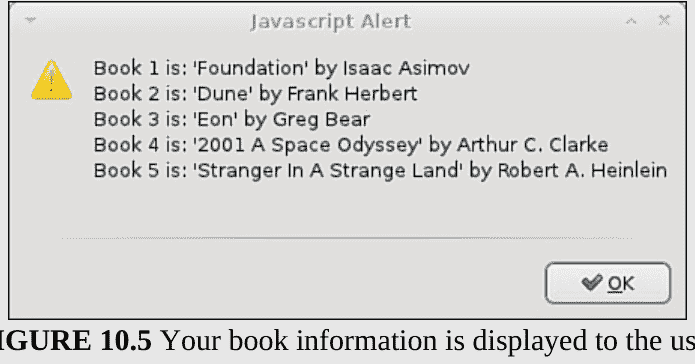 Javascript Alert
Book 1 is: 'Foundation' by Isaac Asimov
Book 2 is: 'Dune' by Frank Herbert
Book 3 is: 'Eon' by Greg Bear
Book 4 is: '2001 A Space Odyssey' by Arthur C. Clarke
Book 5 is: 'Stranger In A Strange Land' by Robert A. Heinlein
OK
IGURE 10.5 Your book information is displayed to the us